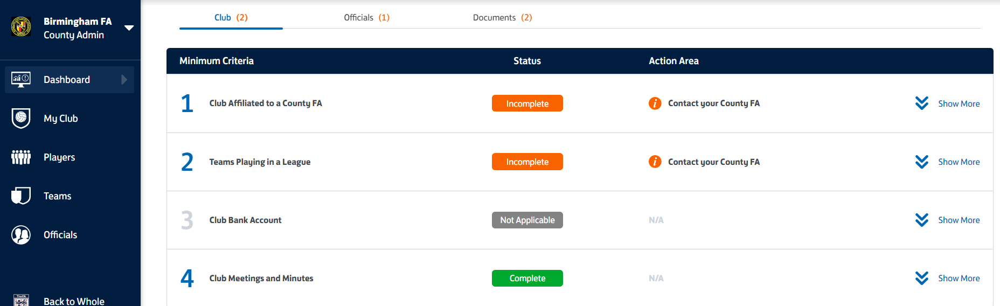 Birmingham FA
County Admin
Dashboard
My Club
Players
Teams
Officials
TheFA
Back to Whole
Club (2)
Officials (1)
Documents (2)
Minimum Criteria
Status
Action Area
1
Club Affiliated to a County FA
Incomplete
i
Contact your County FA
Show More
2
Teams Playing in a League
Incomplete
i
Contact your County FA
Show More
3
Club Bank Account
Not Applicable
N/A
Show More
4
Club Meetings and Minutes
Complete
N/A
Show More